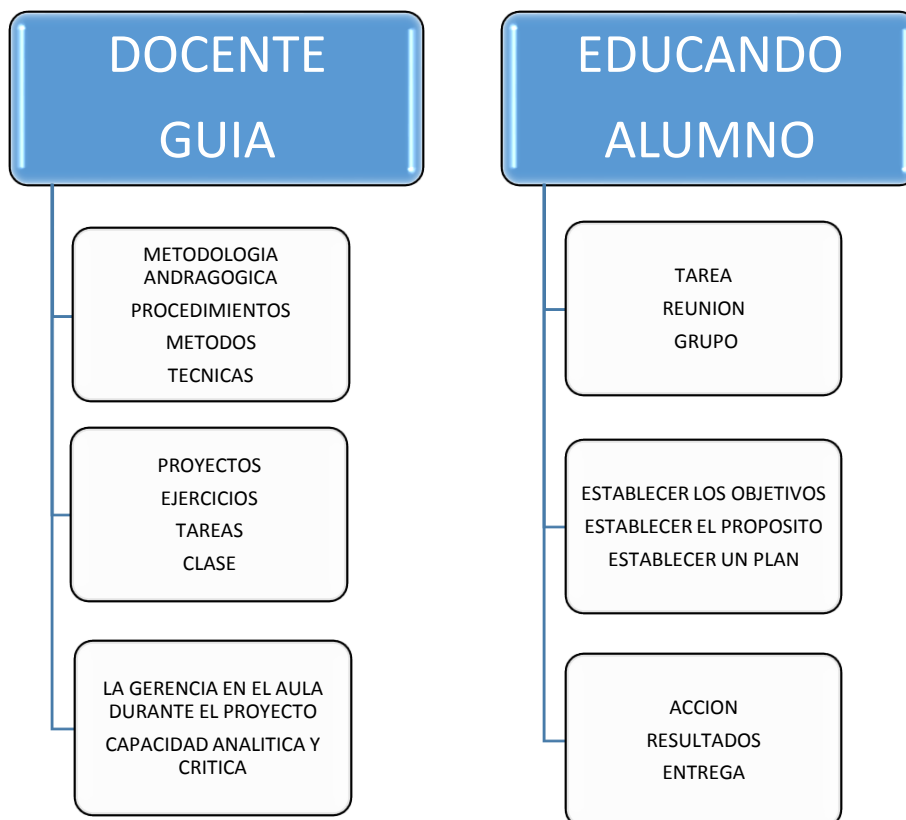 DOCENTE
GUIA
METODOLOGIA
ANDRAGOGICA
PROCEDIMIENTOS
METODOS
TECNICAS
PROYECTOS
EJERCICIOS
TAREAS
CLASE
LA GERENCIA EN EL AULA
DURANTE EL PROYECTO
CAPACIDAD ANALITICA Y
CRITICA
EDUCANDO
ALUMNO
TAREA
REUNION
GRUPO
ESTABLECER LOS OBJETIVOS
ESTABLECER EL PROPOSITO
ESTABLECER UN PLAN
ACCION
RESULTADOS
ENTREGA